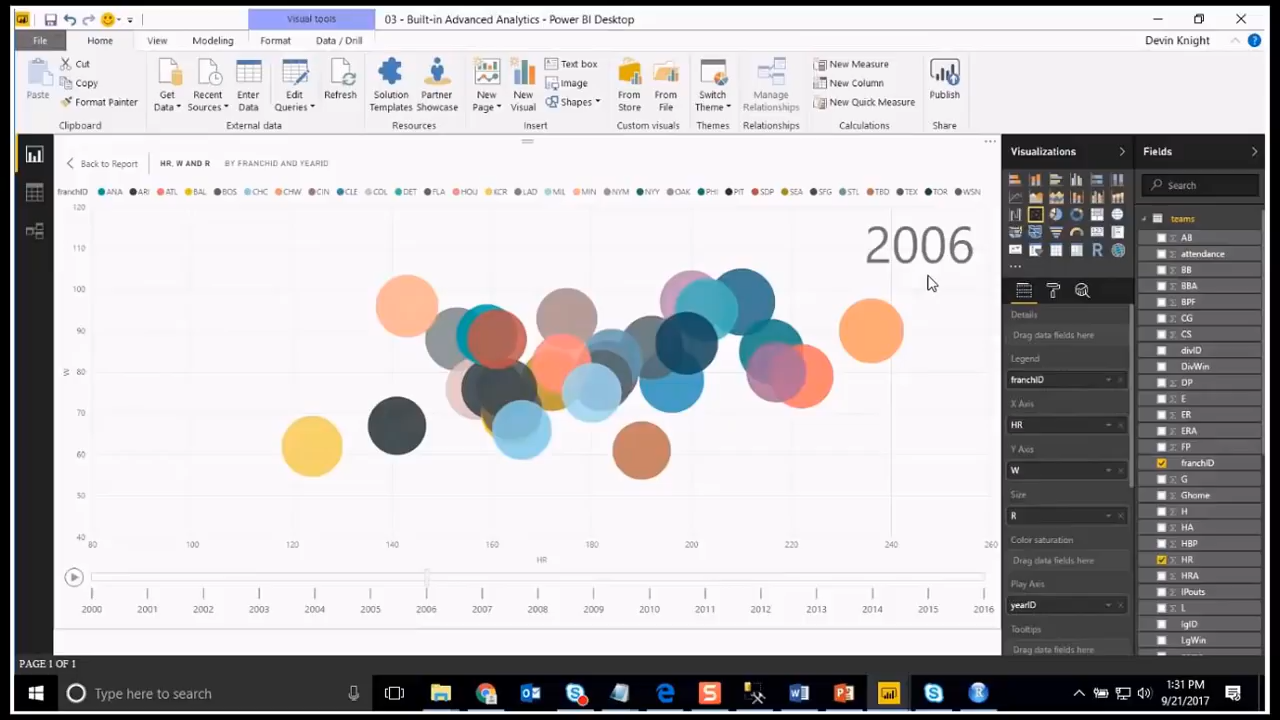 Visual tools
03 - Built-in Advanced Analytics - Power BI Desktop
File Home View Modeling Format Data / Drill Devin Knight
Paste
Cut
Copy
Format Painter
Clipboard
Get Data
Recent Sources
Enter Data
Edit Queries
Refresh
External data
Solution Templates
Partner Showcase
Resources
New Page
New Visual
Text box
Image
Shapes
Insert
From Store
From File
Custom visuals
Switch Theme
Themes
Manage Relationships
Relationships
New Measure
New Column
New Quick Measure
Calculations
Publish
Share
Back to Report HR, W AND R BY FRANCHID AND YEARID
franchID ANA ARI ATL BAL BOS CHC CHW CIN CLE COL DET FLA HOU KCR LAD MIL MIN NYM NYY OAK PHI PIT SDP SEA SFG STL TBD TEX TOR WSN
2006
120
110
100
90
80
70
60
50
40
W
80 100 120 140 160 180 200 220 240 260
HR
2000 2001 2002 2003 2004 2005 2006 2007 2008 2009 2010 2011 2012 2013 2014 2015 2016
Visualizations
R
Details
Drag data fields here
Legend
franchID
X Axis
HR
Y Axis
W
Size
R
Color saturation
Drag data fields here
Play Axis
yearID
Tooltips
Drag data fields here
Fields
Search
teams
AB
attendance
BB
BBA
BPF
CG
CS
divID
DivWin
DP
E
ER
ERA
FP
franchID
G
Ghome
H
HA
HBP
HR
HRA
IPouts
L
lgID
LgWin
PAGE 1 OF 1
Type here to search
1:31 PM
9/21/2017